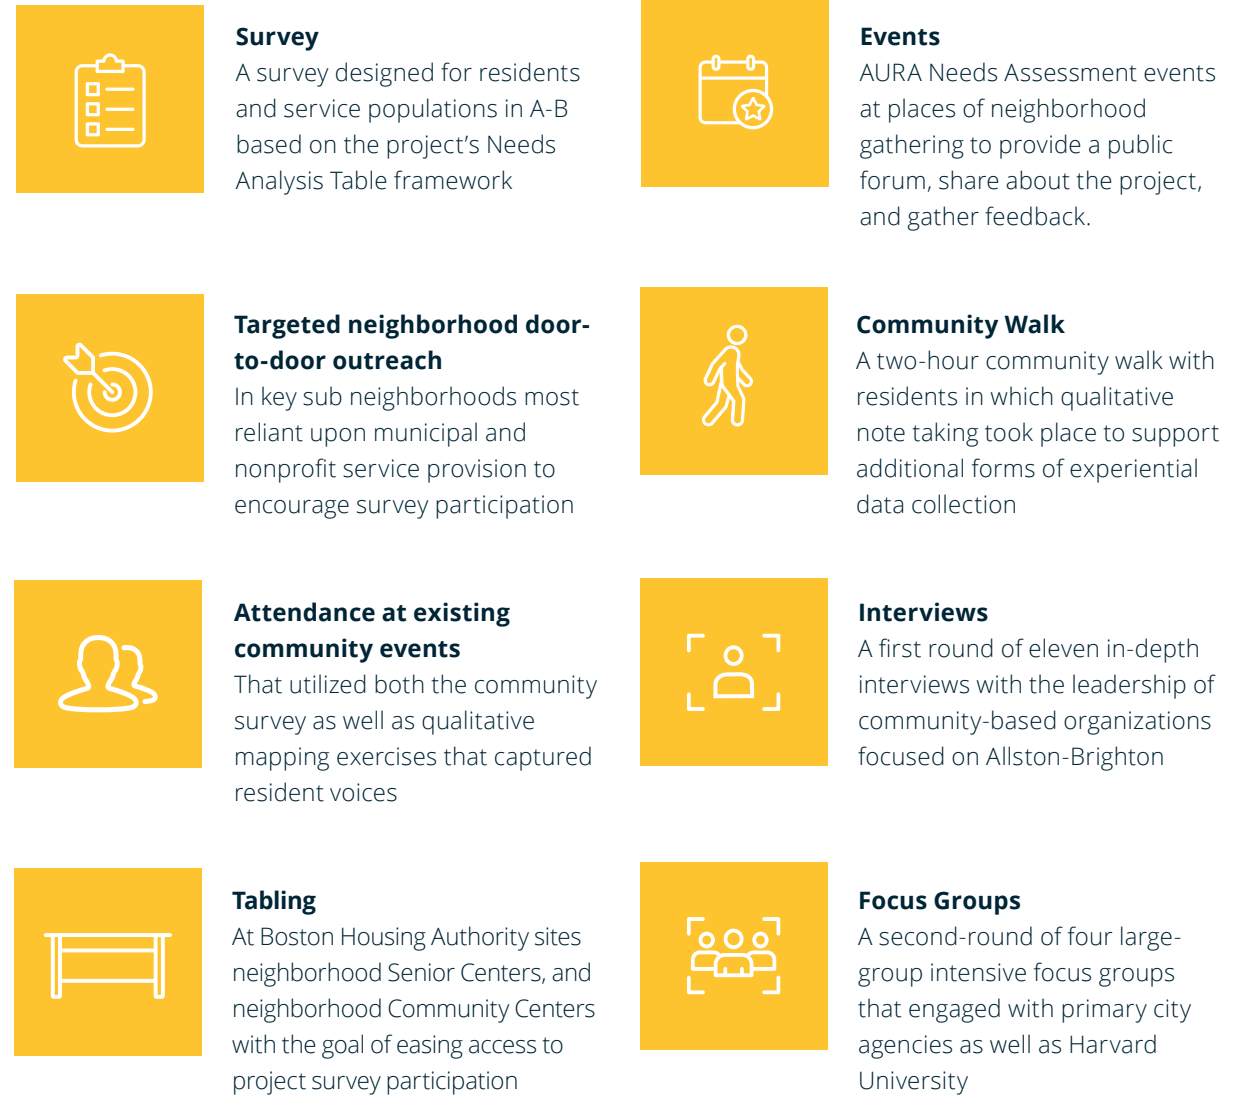 Survey
A survey designed for residents
and service populations in A-B
based on the project's Needs
Analysis Table framework
Events
AURA Needs Assessment events
at places of neighborhood
gathering to provide a public
forum, share about the project,
and gather feedback.
Targeted neighborhood door-
to-door outreach
In key sub neighborhoods most
reliant upon municipal and
nonprofit service provision to
encourage survey participation
Community Walk
A two-hour community walk with
residents in which qualitative
note taking took place to support
additional forms of experiential
data collection
Attendance at existing
community events
That utilized both the community
survey as well as qualitative
mapping exercises that captured
resident voices
Interviews
A first round of eleven in-depth
interviews with the leadership of
community-based organizations
focused on Allston-Brighton
Tabling
At Boston Housing Authority sites
neighborhood Senior Centers, and
neighborhood Community Centers
with the goal of easing access to
project survey participation
Focus Groups
A second-round of four large-
group intensive focus groups
that engaged with primary city
agencies as well as Harvard
University